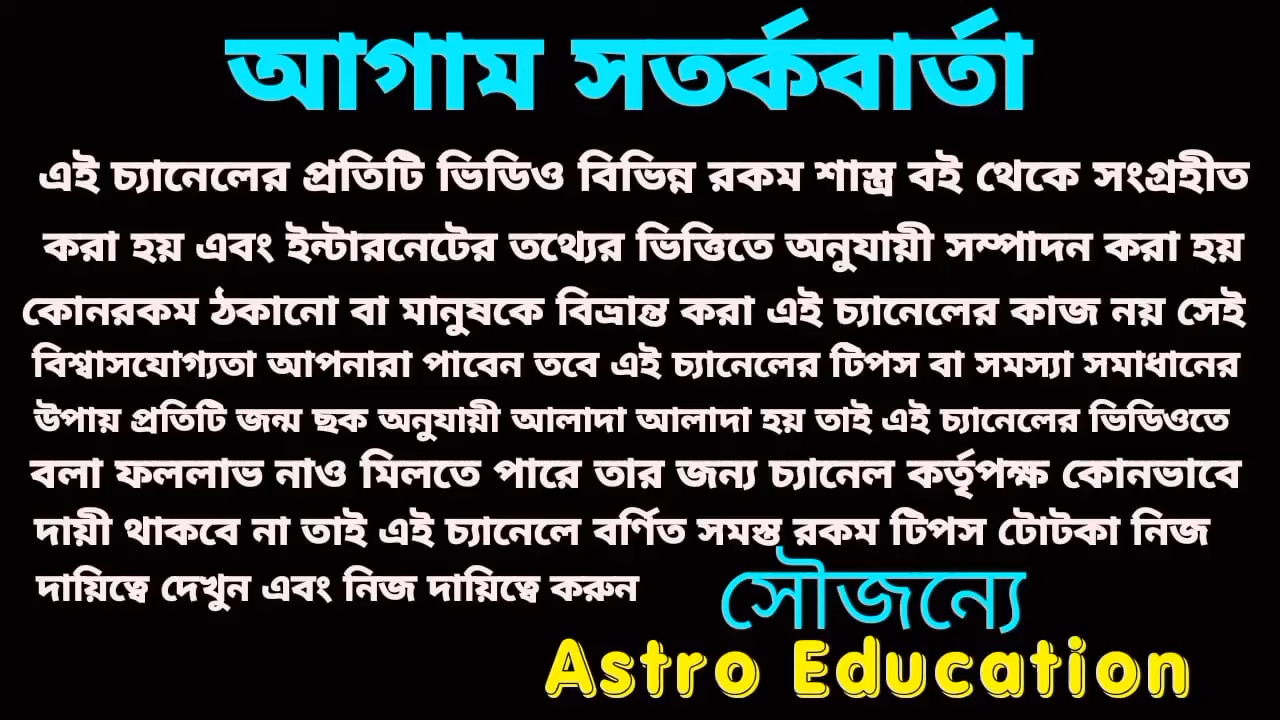 আগাম সতর্কবার্তা
এই চ্যানেলের প্রতিটি ভিডিও বিভিন্ন রকম শাস্ত্র বই থেকে সংগ্রহীত
করা হয় এবং ইন্টারনেটের তথ্যের ভিত্তিতে অনুযায়ী সম্পাদন করা হয়
কোনরকম ঠকানো বা মানুষকে বিভ্রান্ত করা এই চ্যানেলের কাজ নয় সেই
বিশ্বাসযোগ্যতা আপনারা পাবেন তবে এই চ্যানেলের টিপস বা সমস্যা সমাধানের
উপায় প্রতিটি জন্ম ছক অনুযায়ী আলাদা আলাদা হয় তাই এই চ্যানেলের ভিডিওতে
বলা ফললাভ নাও মিলতে পারে তার জন্য চ্যানেল কর্তৃপক্ষ কোনভাবে
দায়ী থাকবে না তাই এই চ্যানেলে বর্ণিত সমস্ত রকম টিপস টোটকা নিজ
দায়িত্বে দেখুন এবং নিজ দায়িত্বে করুন
সৌজন্যে
Astro Education